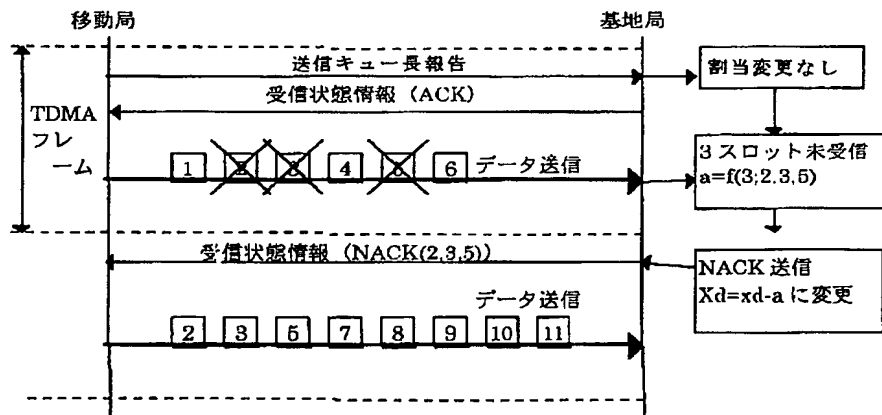 移動局
基地局
送信キュー長報告
割当変更なし
受信状態情報（ACK）
TDMA
フレ
ーム
1 2 3 4 5 6 データ送信
3 スロット未受信
a=f(3;2,3,5)
受信状態情報（NACK(2,3,5)）
NACK 送信
Xd=xd-a に変更
データ送信
2 3 5 7 8 9 10 11